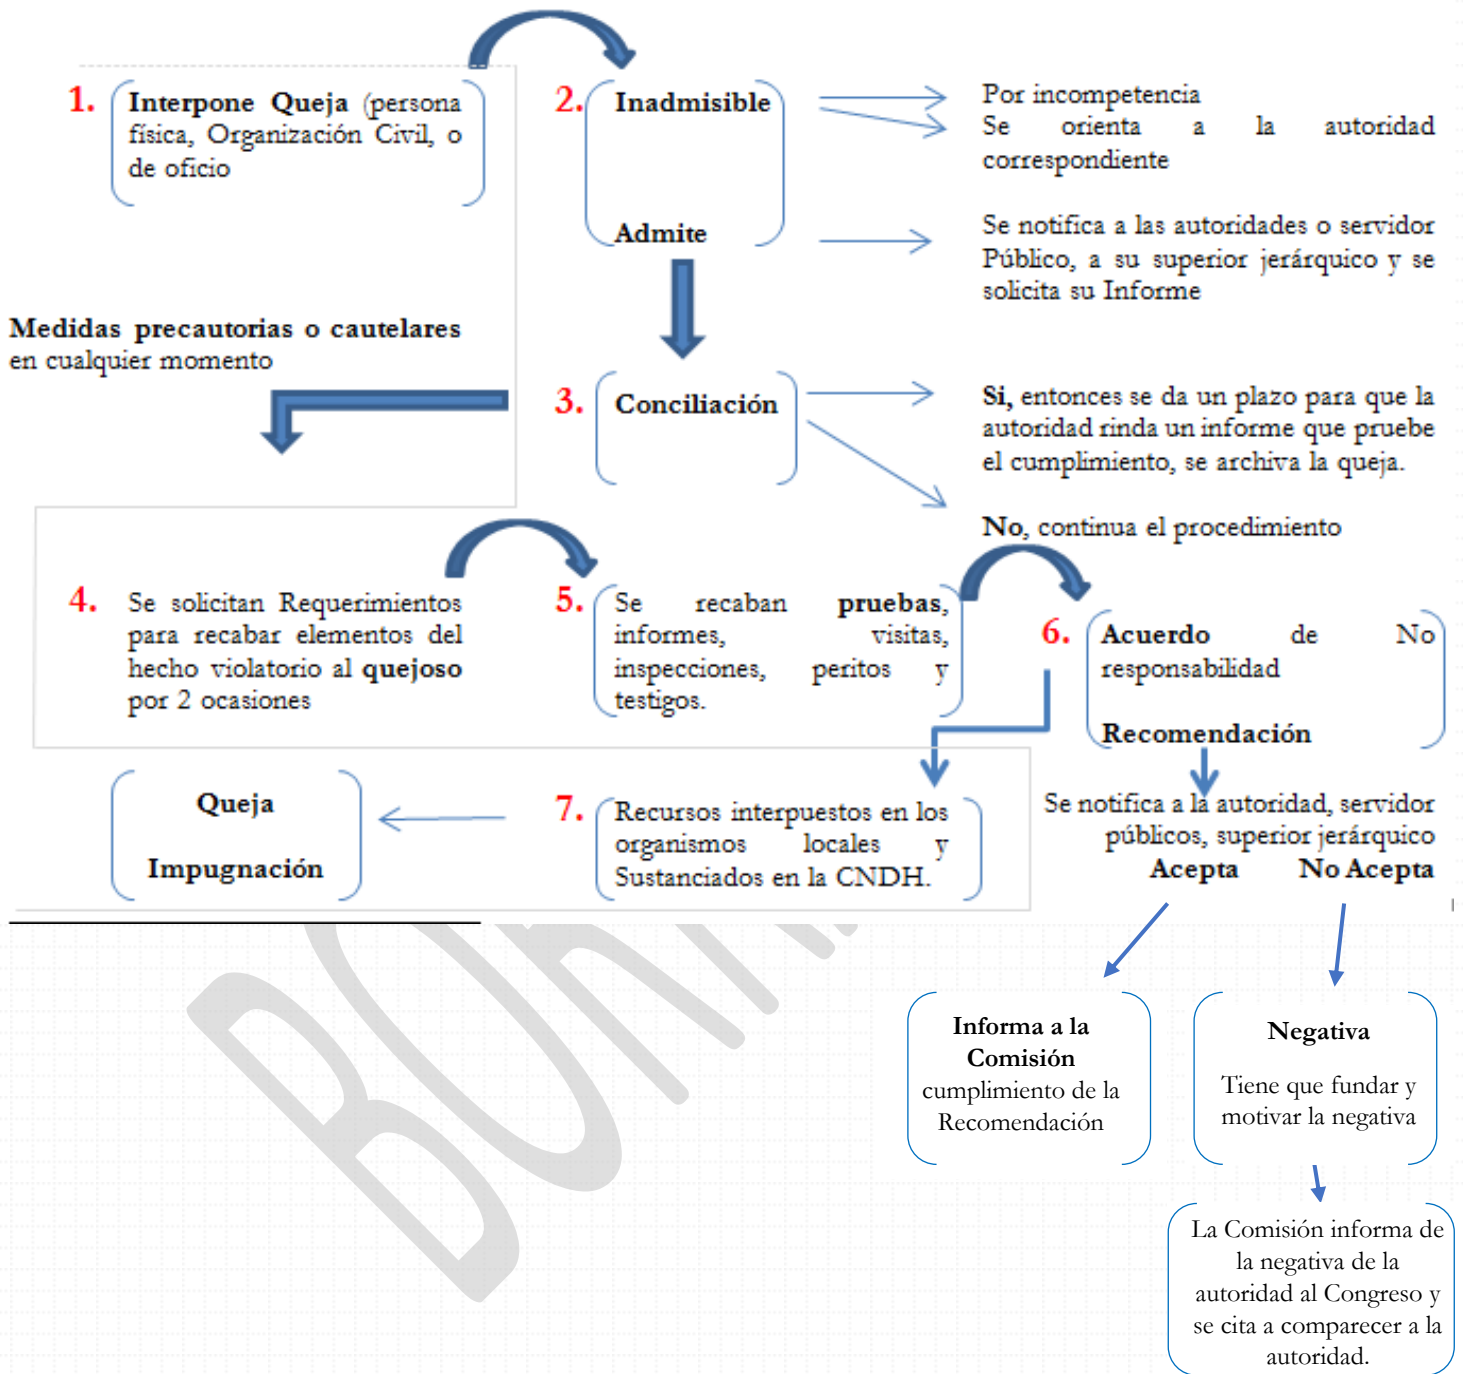 1. Interpone Queja (persona
física, Organización Civil, o
de oficio
2. Inadmisible
Admite
Por incompetencia
Se orienta a la autoridad
correspondiente
Se notifica a las autoridades o servidor
Público, a su superior jerárquico y se
solicita su Informe
Medidas precautorias o cautelares
en cualquier momento
3. Conciliación
Si, entonces se da un plazo para que la
autoridad rinda un informe que pruebe
el cumplimiento, se archiva la queja.
No, continua el procedimiento
4. Se solicitan Requerimientos
para recabar elementos del
hecho violatorio al quejoso
por 2 ocasiones
5. Se recaban pruebas,
informes, visitas,
inspecciones, peritos y
testigos.
6. Acuerdo de No
responsabilidad
Recomendación
Se notifica a la autoridad, servidor
públicos, superior jerárquico
Acepta No Acepta
7. Recursos interpuestos en los
organismos locales y
Sustanciados en la CNDH.
Queja
Impugnación
Informa a la
Comisión
cumplimiento de la
Recomendación
Negativa
Tiene que fundar y
motivar la negativa
La Comisión informa de
la negativa de la
autoridad al Congreso y
se cita a comparecer a la
autoridad.